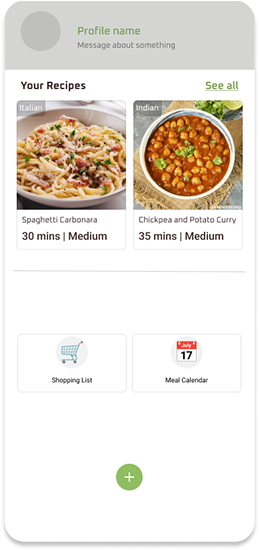 Profile name
Message about something
Your Recipes
See all
Italian
Indian
Spaghetti Carbonara
Chickpea and Potato Curry
30 mins | Medium
35 mins | Medium
July
17
Shopping List
Meal Calendar
+